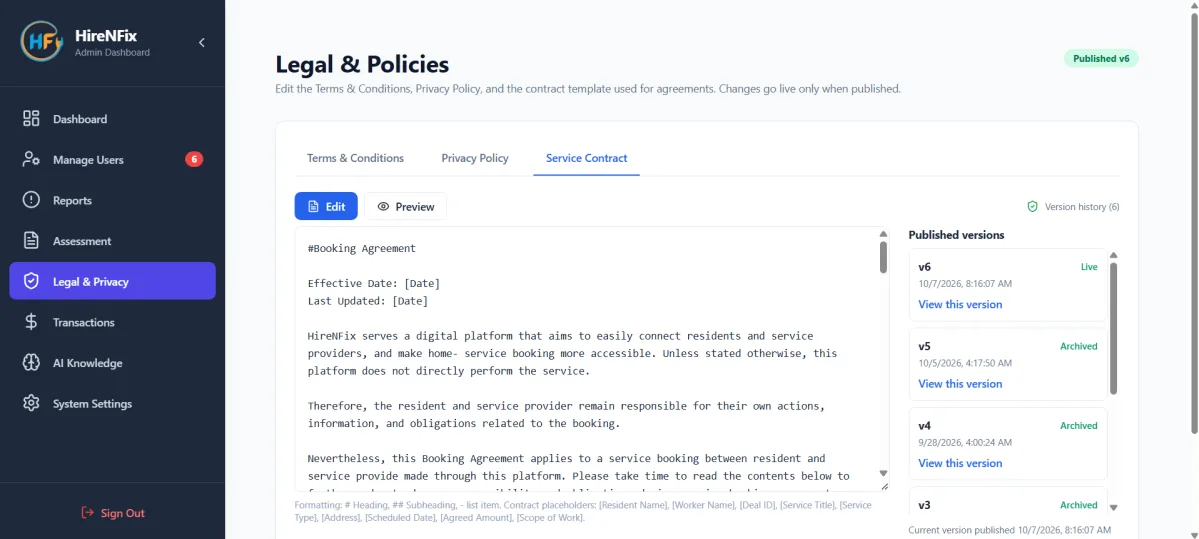 HF
HireNFix
Admin Dashboard
Dashboard
Manage Users
6
Reports
Assessment
Legal & Privacy
Transactions
AI Knowledge
System Settings
Sign Out
Legal & Policies
Published v6
Edit the Terms & Conditions, Privacy Policy, and the contract template used for agreements. Changes go live only when published.
Terms & Conditions
Privacy Policy
Service Contract
Edit
Preview
Version history (6)
#Booking Agreement
Effective Date: [Date]
Last Updated: [Date]
HireNFix serves a digital platform that aims to easily connect residents and service
providers, and make home- service booking more accessible. Unless stated otherwise, this
platform does not directly perform the service.
Therefore, the resident and service provider remain responsible for their own actions,
information, and obligations related to the booking.
Nevertheless, this Booking Agreement applies to a service booking between resident and
service provide made through this platform. Please take time to read the contents below to
Formatting: # Heading, ## Subheading, - list item. Contract placeholders: [Resident Name], [Worker Name], [Deal ID], [Service Title], [Service
Type], [Address], [Scheduled Date], [Agreed Amount], [Scope of Work].
Published versions
v6
Live
10/7/2026, 8:16:07 AM
View this version
v5
Archived
10/5/2026, 4:17:50 AM
View this version
v4
Archived
9/28/2026, 4:00:24 AM
View this version
v3
Archived
Current version published 10/7/2026, 8:16:07 AM